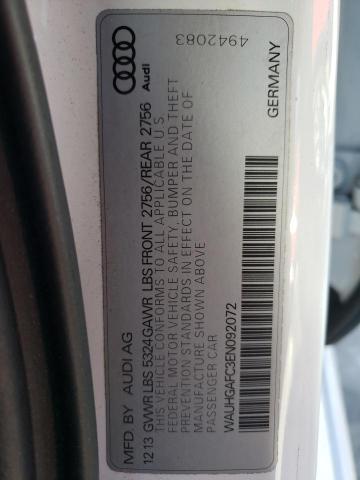 MFD. BY AUDI AG
12 13 GVWR LBS 5324GAWR LBS FRONT 2756/REAR 2756
THIS VEHICLE CONFORMS TO ALL APPLICABLE U S
FEDERAL MOTOR VEHICLE SAFETY, BUMPER AND THEFT
PREVENTION STANDARDS IN EFFECT ON THE DATE OF
MANUFACTURE SHOWN ABOVE
PASSENGER CAR
WAUHGAFC3EN092072
GERMANY
Audi
4942083